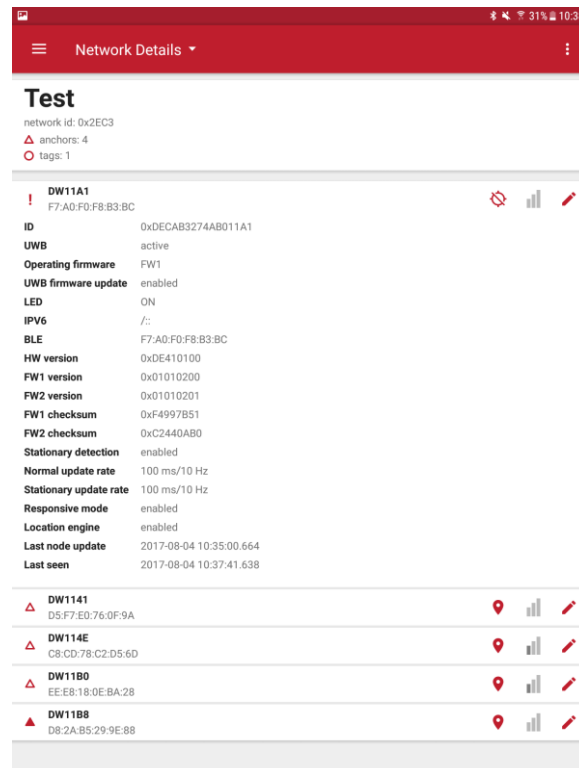 31% 10:3
Network Details
Test
network id: 0x2EC3
anchors: 4
tags: 1
DW11A1
F7:A0:F0:F8:B3:BC
ID 0xDECAB3274AB011A1
UWB active
Operating firmware FW1
UWB firmware update enabled
LED ON
IPV6 /::
BLE F7:A0:F0:F8:B3:BC
HW version 0xDE410100
FW1 version 0x01010200
FW2 version 0x01010201
FW1 checksum 0xF4997B51
FW2 checksum 0xC2440AB0
Stationary detection enabled
Normal update rate 100 ms/10 Hz
Stationary update rate 100 ms/10 Hz
Responsive mode enabled
Location engine enabled
Last node update 2017-08-04 10:35:00.664
Last seen 2017-08-04 10:37:41.638
DW1141
D5:F7:E0:76:0F:9A
DW114E
C8:CD:78:C2:D5:6D
DW11B0
EE:E8:18:0E:BA:28
DW11B8
D8:2A:B5:29:9E:88